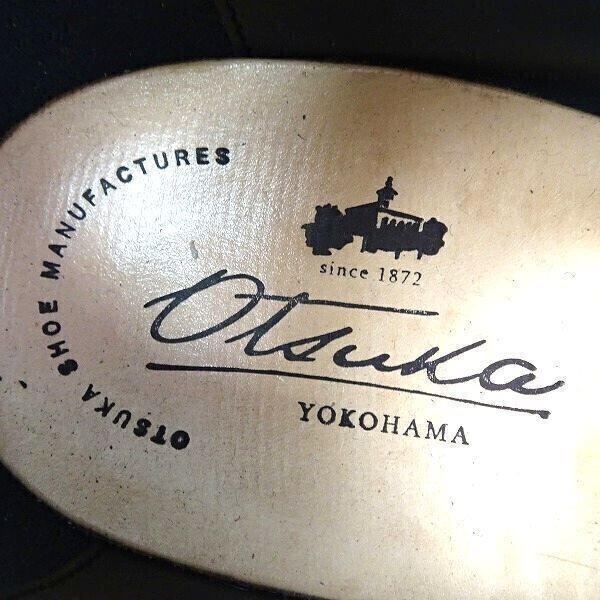 OTSUKA SHOE MANUFACTURES
since 1872
Otsuka
YOKOHAMA